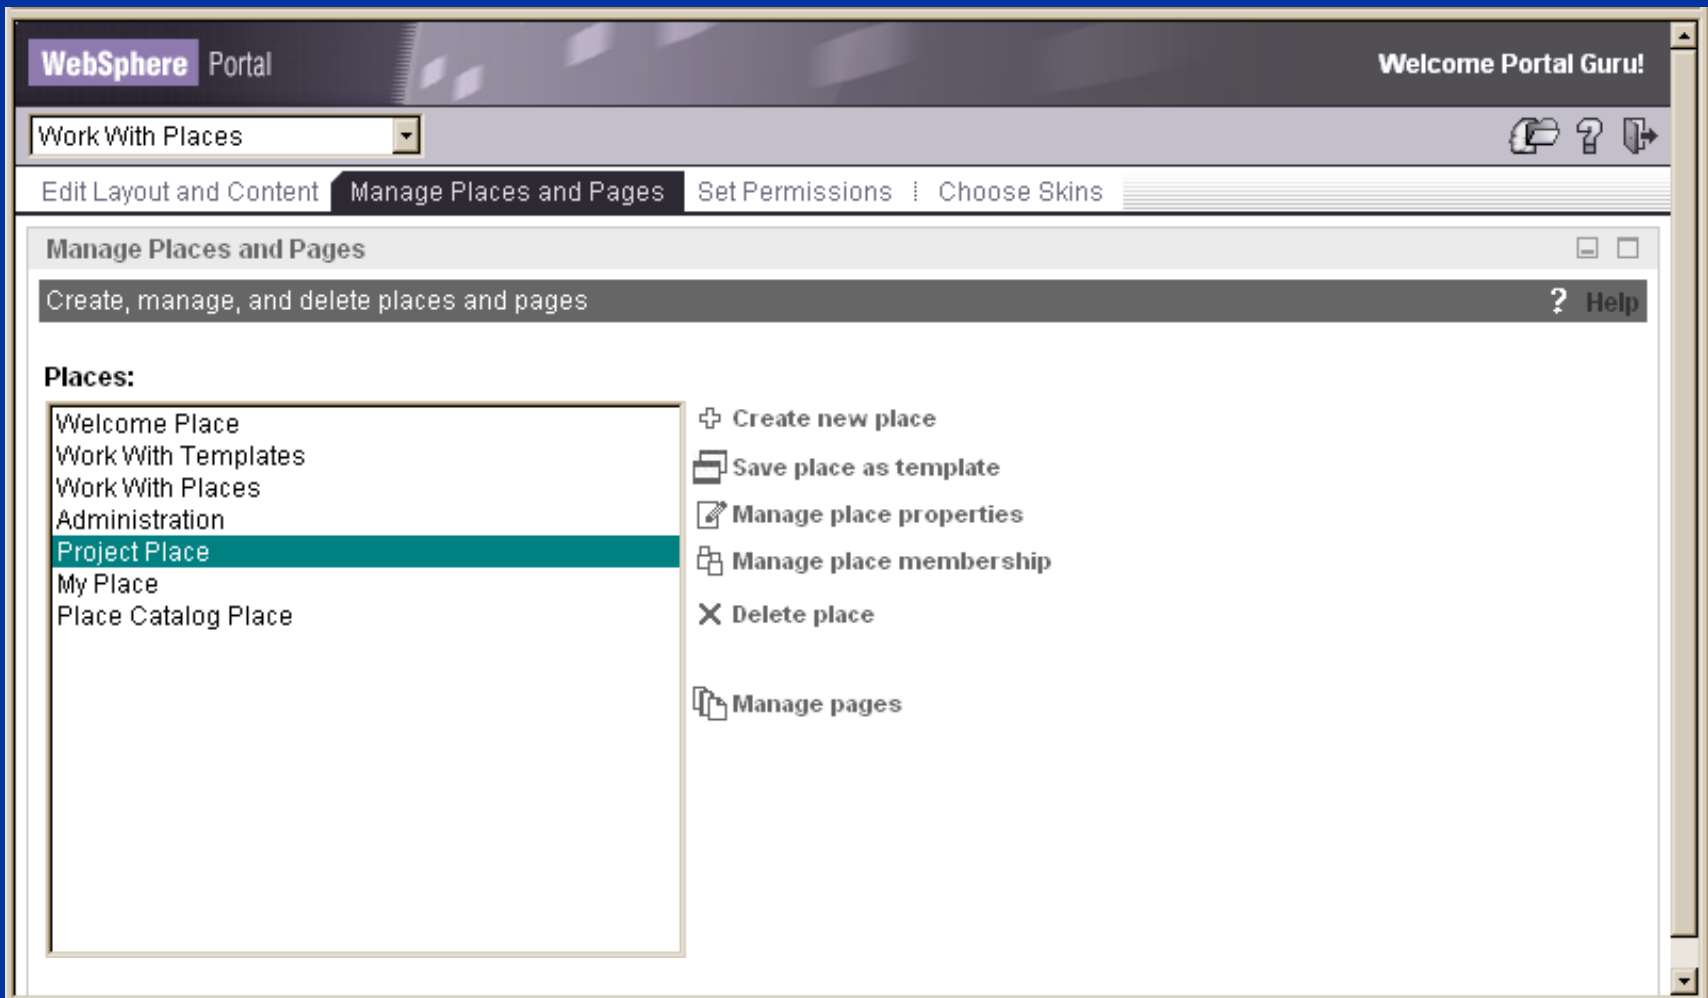 WebSphere Portal
Welcome Portal Guru!
Work With Places
Edit Layout and Content Manage Places and Pages Set Permissions Choose Skins
Manage Places and Pages
Create, manage, and delete places and pages ? Help
Places:
Welcome Place
Work With Templates
Work With Places
Administration
Project Place
My Place
Place Catalog Place
Create new place
Save place as template
Manage place properties
Manage place membership
Delete place
Manage pages